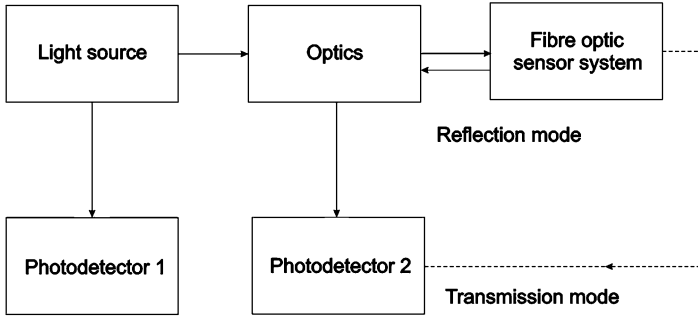 Light source
Optics
Fibre optic
sensor system
Reflection mode
Photodetector 1
Photodetector 2
Transmission mode